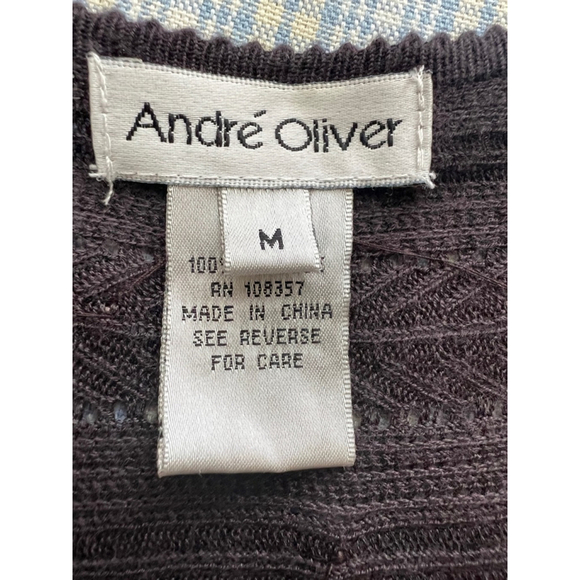 André Oliver
M
100%
RN 108357
MADE IN CHINA
SEE REVERSE
FOR CARE